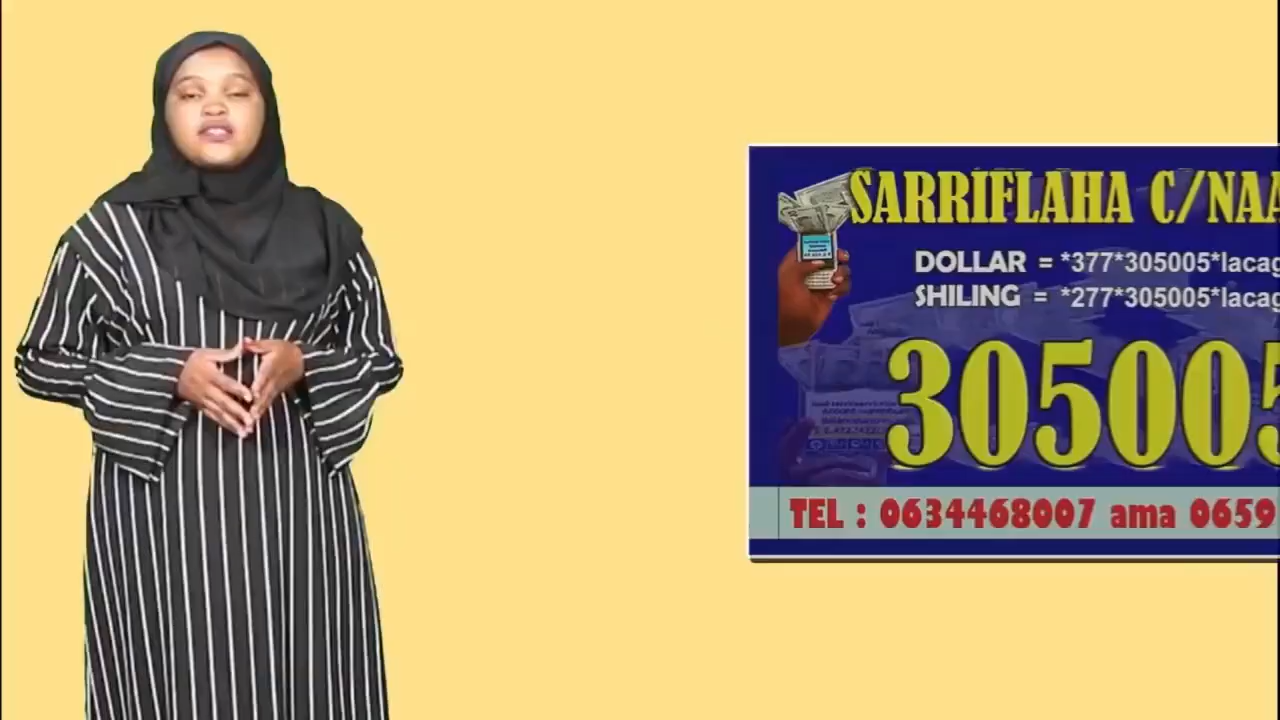 SARRIFLAHA C/NAA
DOLLAR = *377*305005*lacag
SHILING = *277*305005*lacag
305005
TEL : 0634468007 ama 0659